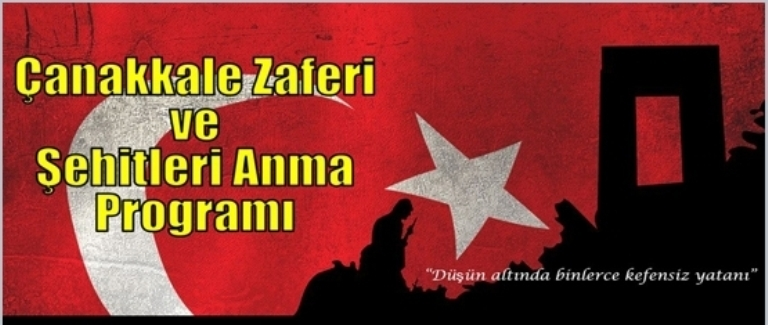 Çanakkale Zaferi
ve
Şehitleri Anma
Programı
"Düşün altında binlerce kefensiz yatanı"